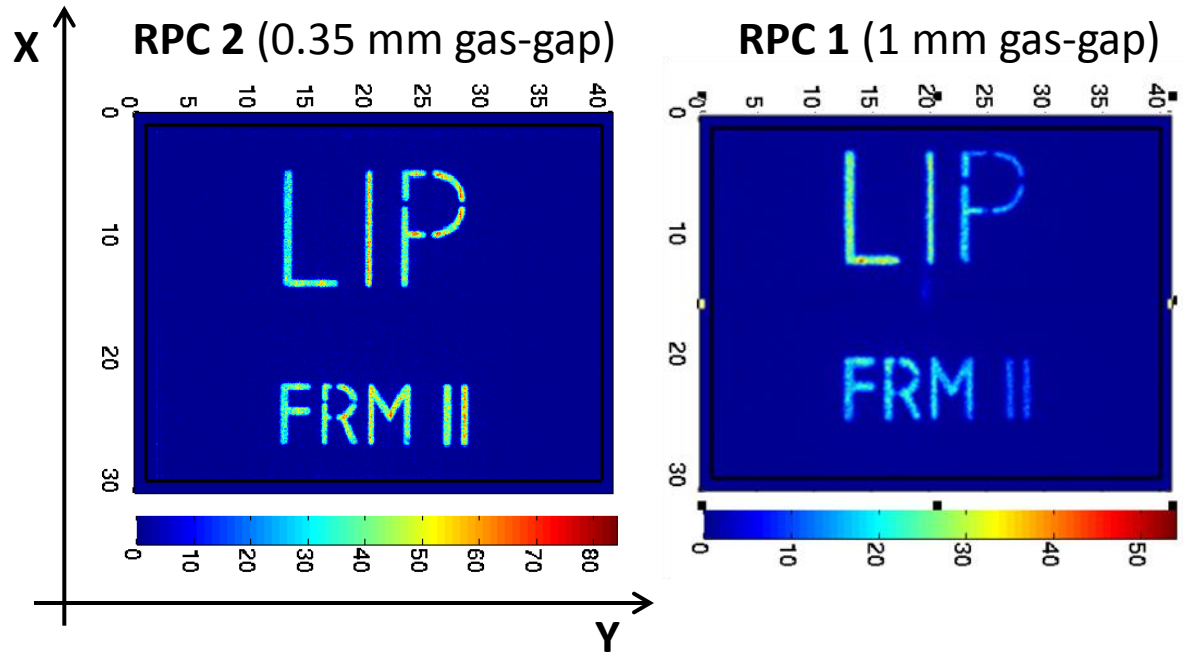 X
RPC 2 (0.35 mm gas-gap)
0 5 10 15 20 25 30 35 40
0
10
20
30
LIP
FRM II
0 10 20 30 40 50 60 70 80
RPC 1 (1 mm gas-gap)
0 5 10 15 20 25 30 35 40
0
10
20
30
LIP
FRM II
0 10 20 30 40 50
Y